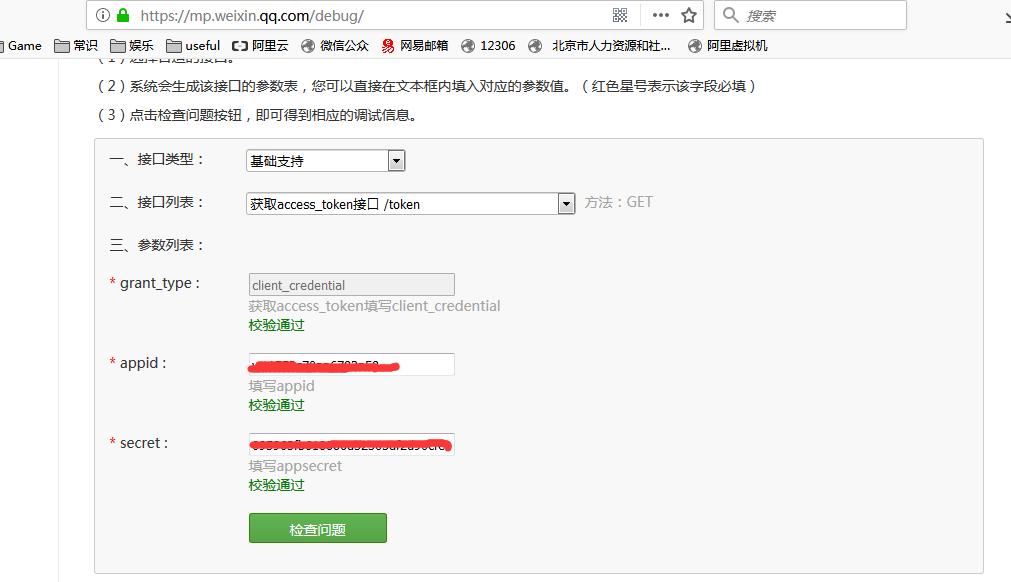 https://mp.weixin.qq.com/debug/
搜索
Game 常识 娱乐 useful 阿里云 微信公众 网易邮箱 12306 北京市人力资源和社... 阿里虚拟机
（1）选择合适的接口。
（2）系统会生成该接口的参数表，您可以直接在文本框内填入对应的参数值。（红色星号表示该字段必填）
（3）点击检查问题按钮，即可得到相应的调试信息。
一、接口类型： 基础支持
二、接口列表： 获取access_token接口 /token 方法：GET
三、参数列表：
* grant_type : client_credential
获取access_token填写client_credential
校验通过
* appid :
填写appid
校验通过
* secret :
填写appsecret
校验通过
检查问题